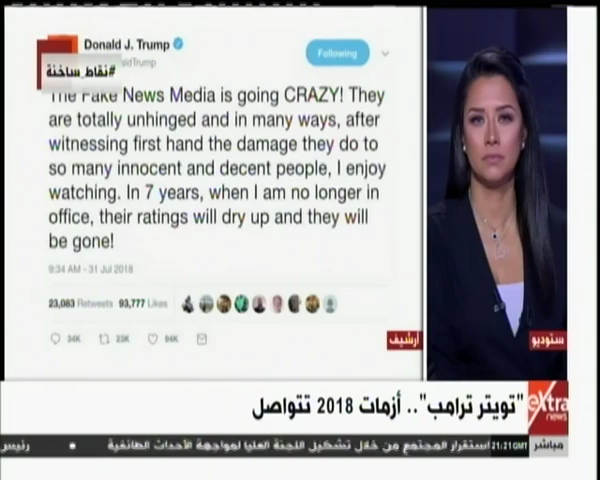 Donald J. Trump
Following
#نقاط_ساخنة
The Fake News Media is going CRAZY! They
are totally unhinged and in many ways, after
witnessing first hand the damage they do to
so many innocent and decent people, I enjoy
watching. In 7 years, when I am no longer in
office, their ratings will dry up and they will
be gone!
9:34 AM - 31 Jul 2018
23,083 Retweets 93,777 Likes
34K 23K 94K
أرشيف
ستوديو
"تويتر ترامب".. أزمات 2018 تتواصل
eXtra
news
مباشر
21:21 GMT
استقرار المجتمع من خلال تشكيل اللجنة العليا لمواجهة الأحداث الطائفية
رئيس